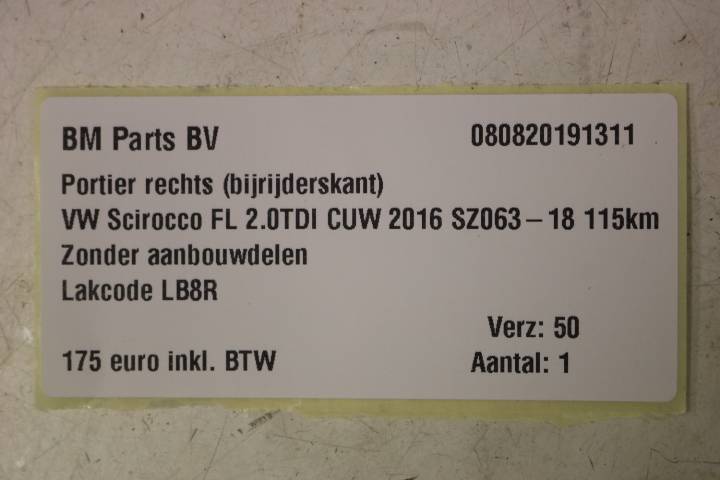 BM Parts BV 080820191311
Portier rechts (bijrijderskant)
VW Scirocco FL 2.0TDI CUW 2016 SZ063-18 115km
Zonder aanbouwdelen
Lakcode LB8R
Verz: 50
175 euro inkl. BTW Aantal: 1